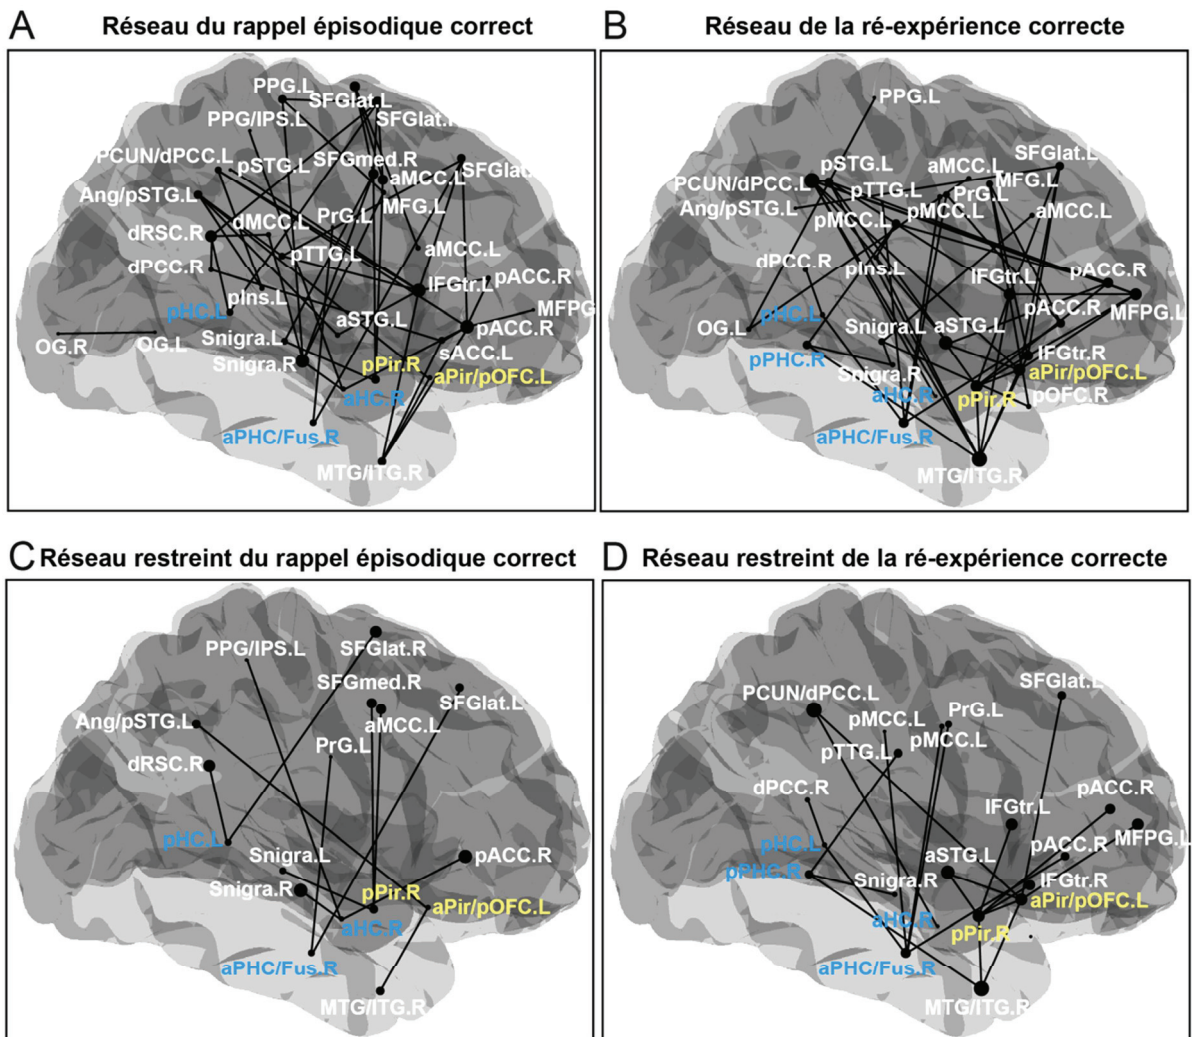 A Réseau du rappel épisodique correct
PPG.L
SFGlat.L
PPG/IPS.L
SFGlat.
PCUN/dPCC.L
pSTG.L
SFGmed.R
SFGlat.
aMCC.L
Ang/pSTG.L
MFG.L
dMCC.L
PrG.L
dRSC.R
pTTG.L
aMCC.L
dPCC.R
pACC.R
IFGtr.L
pIns.L
pHC.L
MFPG
aSTG.L
pACC.R
OG.R
OG.L
Snigra.L
sACC.L
Snigra.R
pPir.R
aPir/pOFC.L
aHC.R
aPHC/Fus.R
MTG/ITG.R
B Réseau de la ré-expérience correcte
PPG.L
SFGlat.L
pSTG.L
aMCC.L
MFG.L
PCUN/dPCC.L
pTTG.L
PrG.L
Ang/pSTG.L
pMCC.L
pMCC.L
aMCC.L
dPCC.R
pIns.L
IFGtr.L
pACC.R
pHC.L
pACC.R
MFPG.L
OG.L
Snigra.L
aSTG.L
pPHC.R
IFGtr.R
Snigra.R
aPir/pOFC.L
aHC.R
pPir.R
pOFC.R
aPHC/Fus.R
MTG/ITG.R
C Réseau restreint du rappel épisodique correct
PPG/IPS.L
SFGlat.R
SFGmed.R
SFGlat.L
Ang/pSTG.L
aMCC.L
PrG.L
dRSC.R
pHC.L
Snigra.L
pACC.R
Snigra.R
pPir.R
aPir/pOFC.L
aHC.R
aPHC/Fus.R
MTG/ITG.R
D Réseau restreint de la ré-expérience correcte
SFGlat.L
PCUN/dPCC.L
pMCC.L
PrG.L
pMCC.L
pTTG.L
dPCC.R
pACC.R
IFGtr.L
pHC.L
pACC.R
MFPG.L
aSTG.L
pPHC.R
Snigra.R
IFGtr.R
aPir/pOFC.L
aHC.R
pPir.R
aPHC/Fus.R
MTG/ITG.R